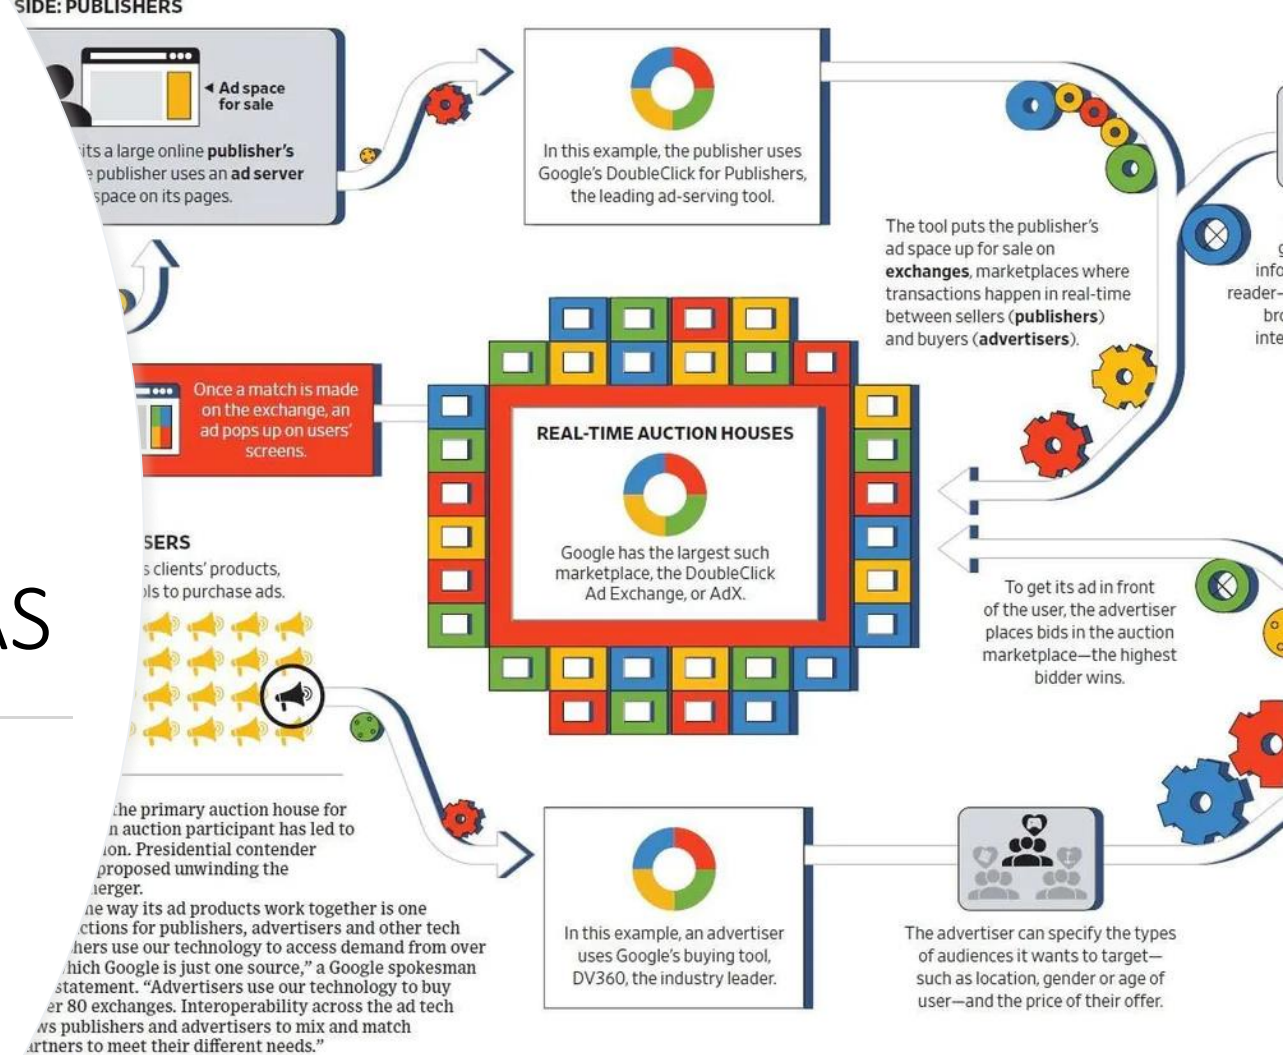 SIDE: PUBLISHERS
Ad space
for sale
a large online publisher's
publisher uses an ad server
space on its pages.
In this example, the publisher uses
Google's DoubleClick for Publishers,
the leading ad-serving tool.
The tool puts the publisher's
ad space up for sale on
exchanges, marketplaces where
transactions happen in real-time
between sellers (publishers)
and buyers (advertisers).
reader—
Once a match is made
on the exchange, an
ad pops up on users'
screens.
REAL-TIME AUCTION HOUSES
Google has the largest such
marketplace, the DoubleClick
Ad Exchange, or AdX.
To get its ad in front
of the user, the advertiser
places bids in the auction
marketplace—the highest
bidder wins.
SERS
clients' products,
to purchase ads.
AS
the primary auction house for
auction participant has led to
Presidential contender
proposed unwinding the
way its ad products work together is one
for publishers, advertisers and other tech
use our technology to access demand from over
which Google is just one source,” a Google spokesman
statement. “Advertisers use our technology to buy
80 exchanges. Interoperability across the ad tech
publishers and advertisers to mix and match
to meet their different needs.”
In this example, an advertiser
uses Google's buying tool,
DV360, the industry leader.
The advertiser can specify the types
of audiences it wants to target—
such as location, gender or age of
user—and the price of their offer.